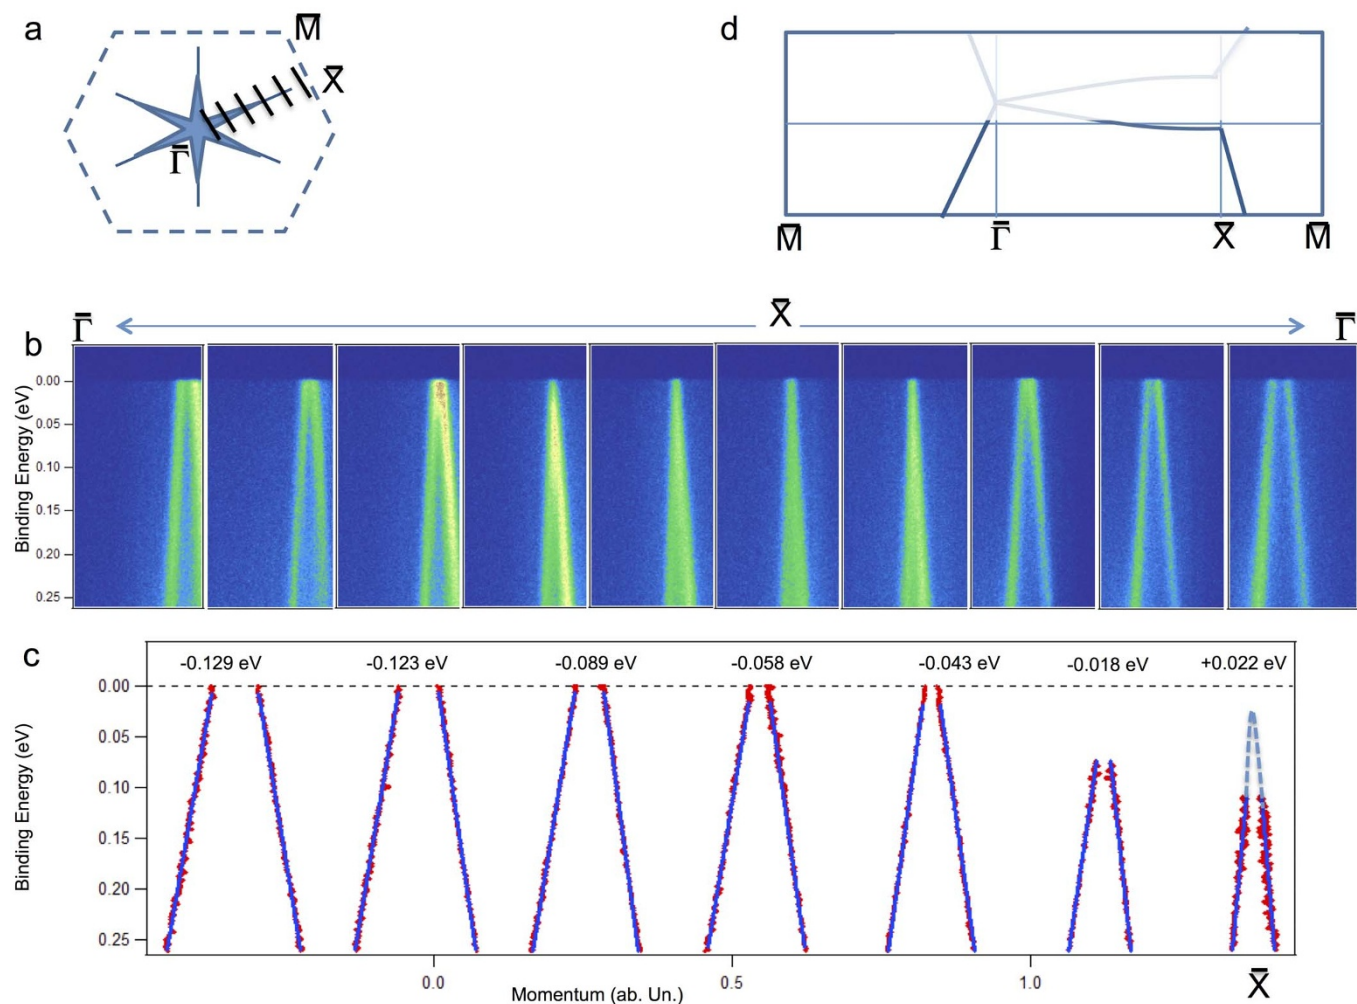 a
M̅
X̅
Γ̅
d
M̅
Γ̅
X̅
M̅
b
Γ̅
X̅
Γ̅
Binding Energy (eV)
0.00
0.05
0.10
0.15
0.20
0.25
c
-0.129 eV
-0.123 eV
-0.089 eV
-0.058 eV
-0.043 eV
-0.018 eV
+0.022 eV
Binding Energy (eV)
0.00
0.05
0.10
0.15
0.20
0.25
0.0
0.5
1.0
X̅
Momentum (ab. Un.)